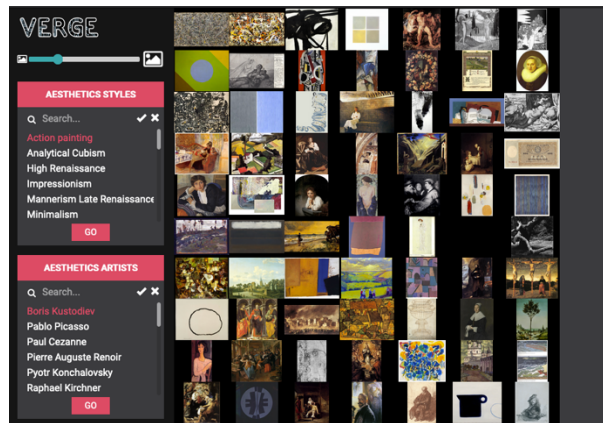 VERGE
AESTHETICS STYLES
Search...
Action painting
Analytical Cubism
High Renaissance
Impressionism
Mannerism Late Renaissance
Minimalism
GO
AESTHETICS ARTISTS
Search...
Boris Kustodiev
Pablo Picasso
Paul Cezanne
Pierre Auguste Renoir
Pyotr Konchalovsky
Raphael Kirchner
GO